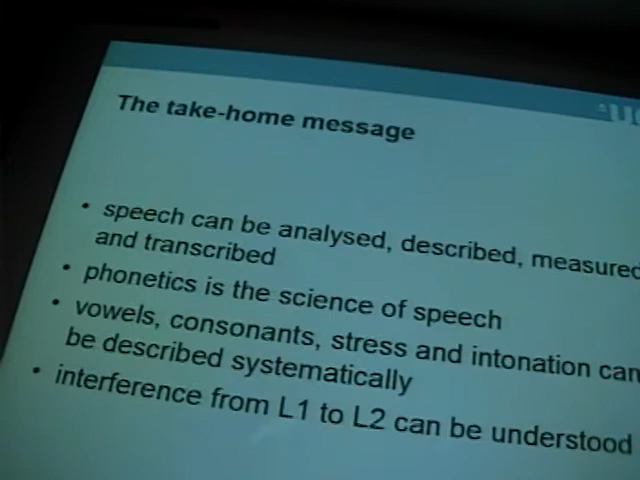 The take-home message
• speech can be analysed, described, measured
and transcribed
• phonetics is the science of speech
• vowels, consonants, stress and intonation can
be described systematically
• interference from L1 to L2 can be understood